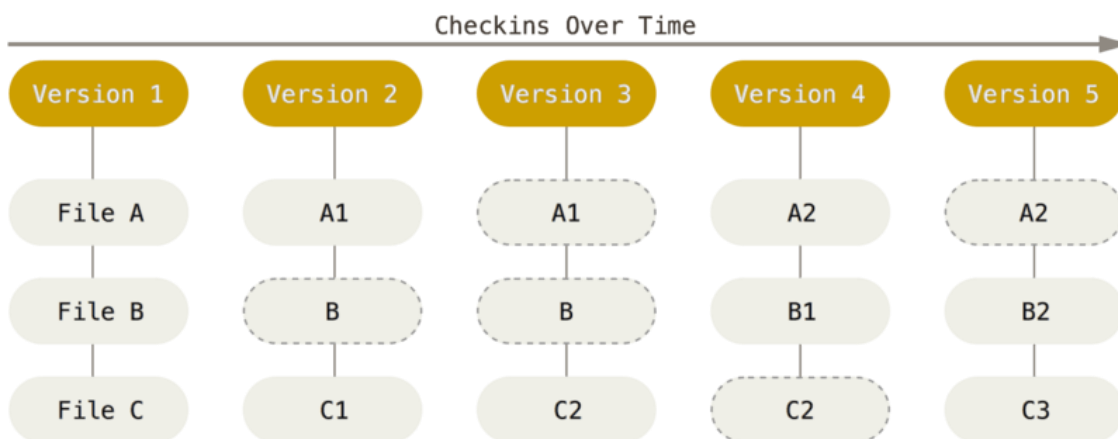 Checkins Over Time
Version 1 Version 2 Version 3 Version 4 Version 5
File A A1 A1 A2 A2
File B B B B1 B2
File C C1 C2 C2 C3